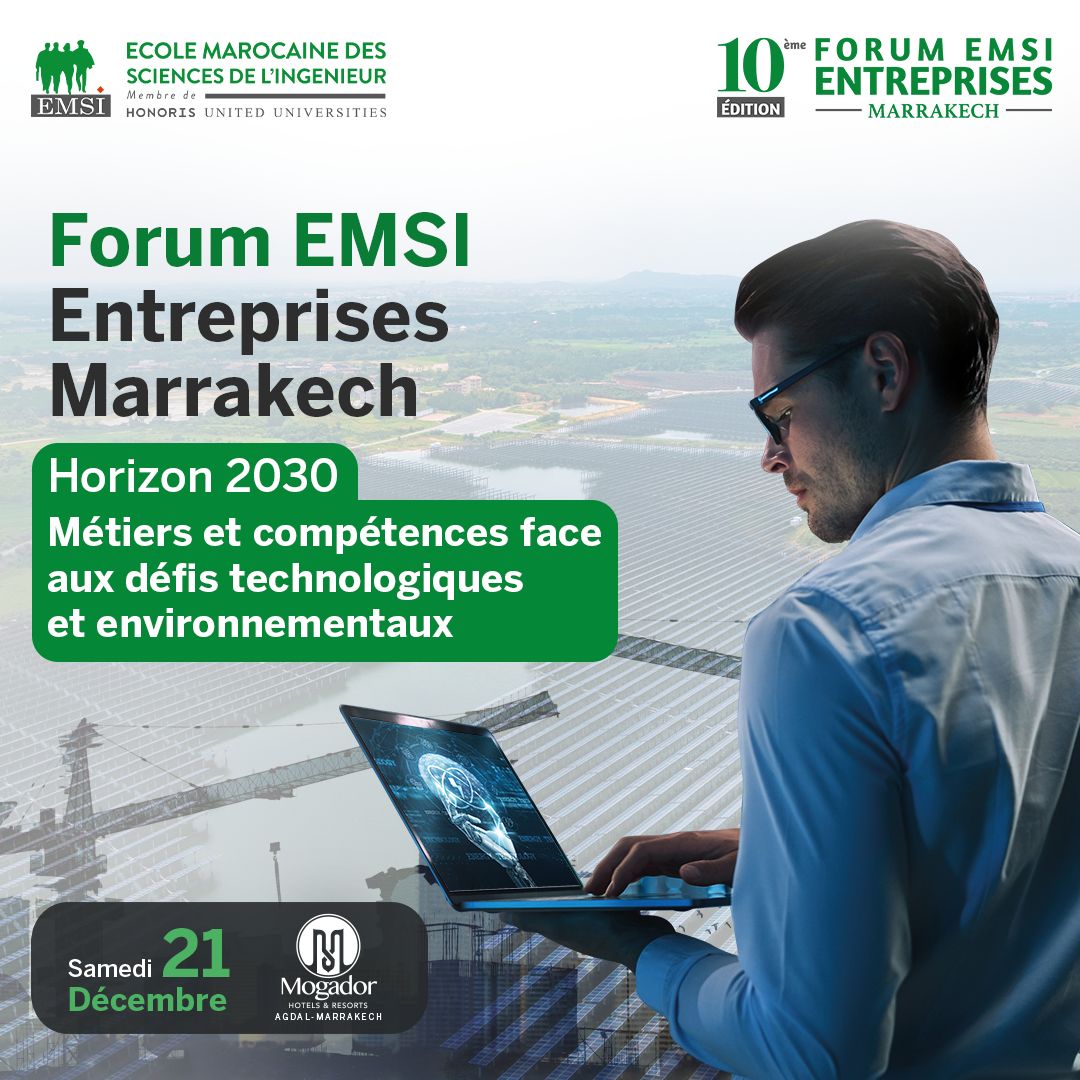 ECOLE MAROCAINE DES
SCIENCES DE L'INGENIEUR
Membre de
HONORIS UNITED UNIVERSITIES
EMSI
10ème
ÉDITION
FORUM EMSI
ENTREPRISES
MARRAKECH
Forum EMSI
Entreprises
Marrakech
Horizon 2030
Métiers et compétences face
aux défis technologiques
et environnementaux
Samedi 21
Décembre
Mogador
HOTELS & RESORTS
AGDAL-MARRAKECH